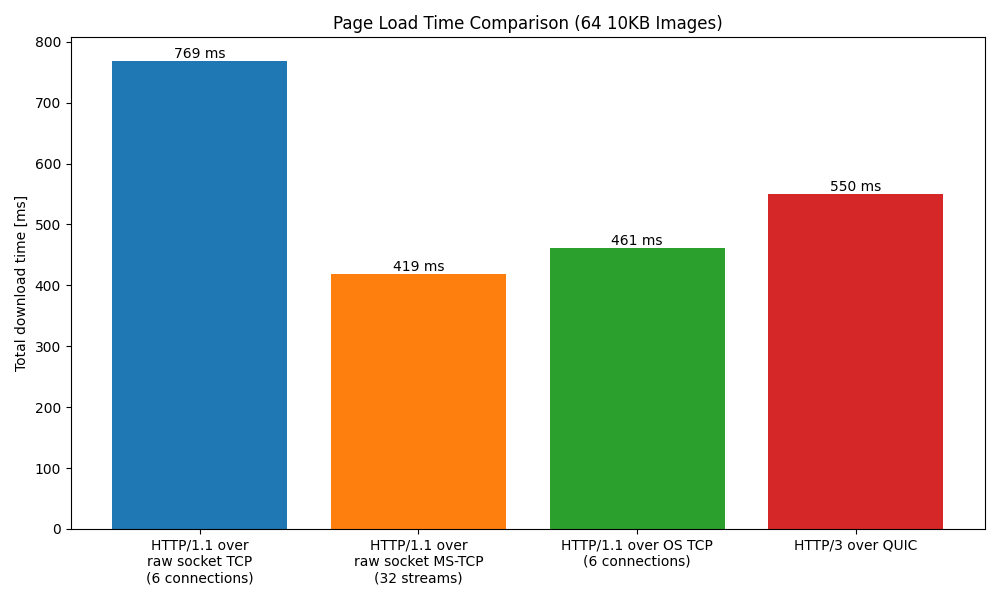 Page Load Time Comparison (64 10KB Images)
Total download time [ms]
800
700
600
500
400
300
200
100
0
769 ms
419 ms
461 ms
550 ms
HTTP/1.1 over
raw socket TCP
(6 connections)
HTTP/1.1 over
raw socket MS-TCP
(32 streams)
HTTP/1.1 over OS TCP
(6 connections)
HTTP/3 over QUIC